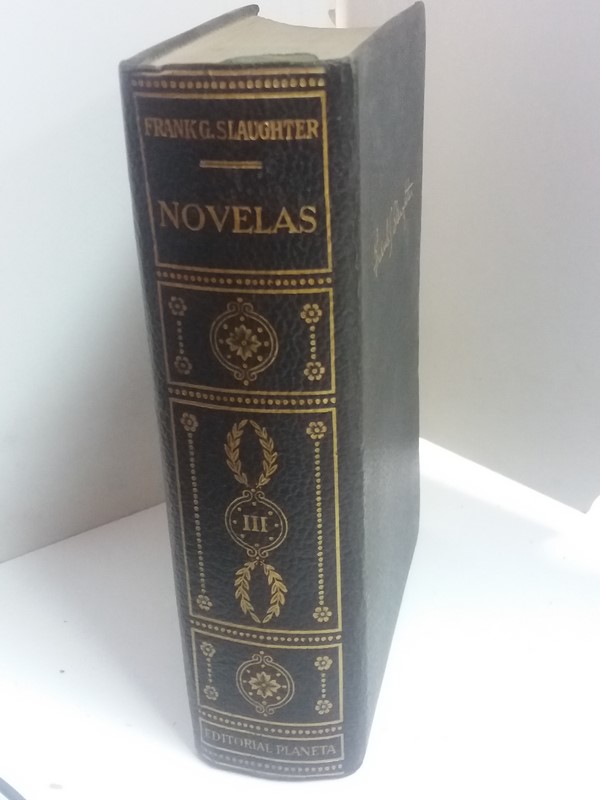 FRANK G. SLAUGHTER
NOVELAS
III
EDITORIAL PLANETA